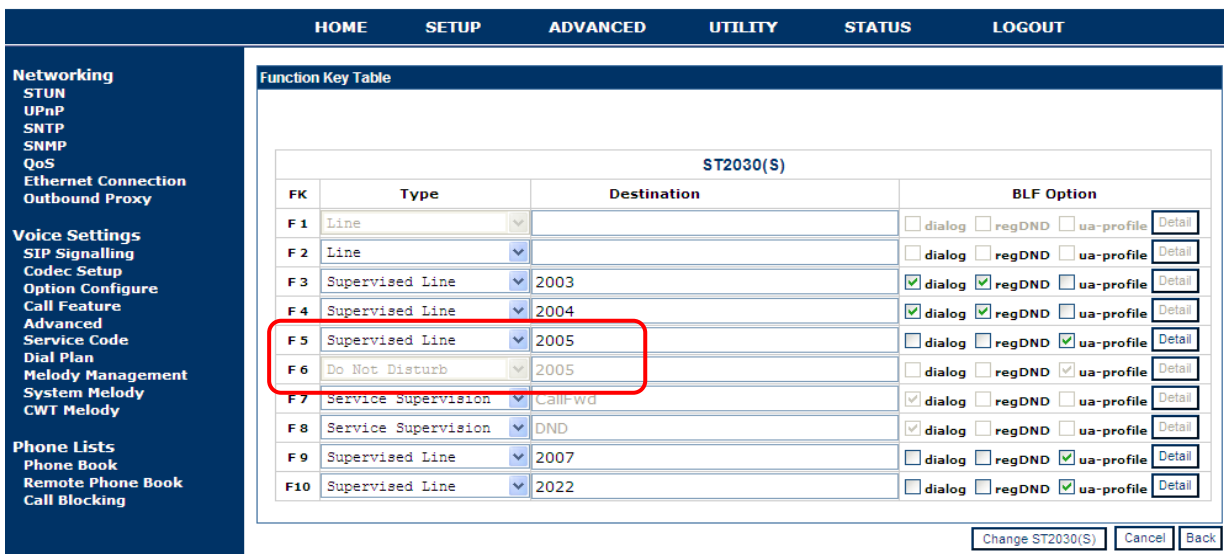 HOME SETUP ADVANCED UTILITY STATUS LOGOUT
Networking
STUN
UPnP
SNTP
SNMP
QoS
Ethernet Connection
Outbound Proxy
Voice Settings
SIP Signalling
Codec Setup
Option Configure
Call Feature
Advanced
Service Code
Dial Plan
Melody Management
System Melody
CWT Melody
Phone Lists
Phone Book
Remote Phone Book
Call Blocking
Function Key Table
ST2030(S)
FK Type Destination BLF Option
F 1 Line dialog regDND ua-profile Detail
F 2 Line dialog regDND ua-profile Detail
F 3 Supervised Line 2003 dialog regDND ua-profile Detail
F 4 Supervised Line 2004 dialog regDND ua-profile Detail
F 5 Supervised Line 2005 dialog regDND ua-profile Detail
F 6 Do Not Disturb 2005 dialog regDND ua-profile Detail
F 7 Service Supervision CallFwd dialog regDND ua-profile Detail
F 8 Service Supervision DND dialog regDND ua-profile Detail
F 9 Supervised Line 2007 dialog regDND ua-profile Detail
F10 Supervised Line 2022 dialog regDND ua-profile Detail
Change ST2030(S) Cancel Back